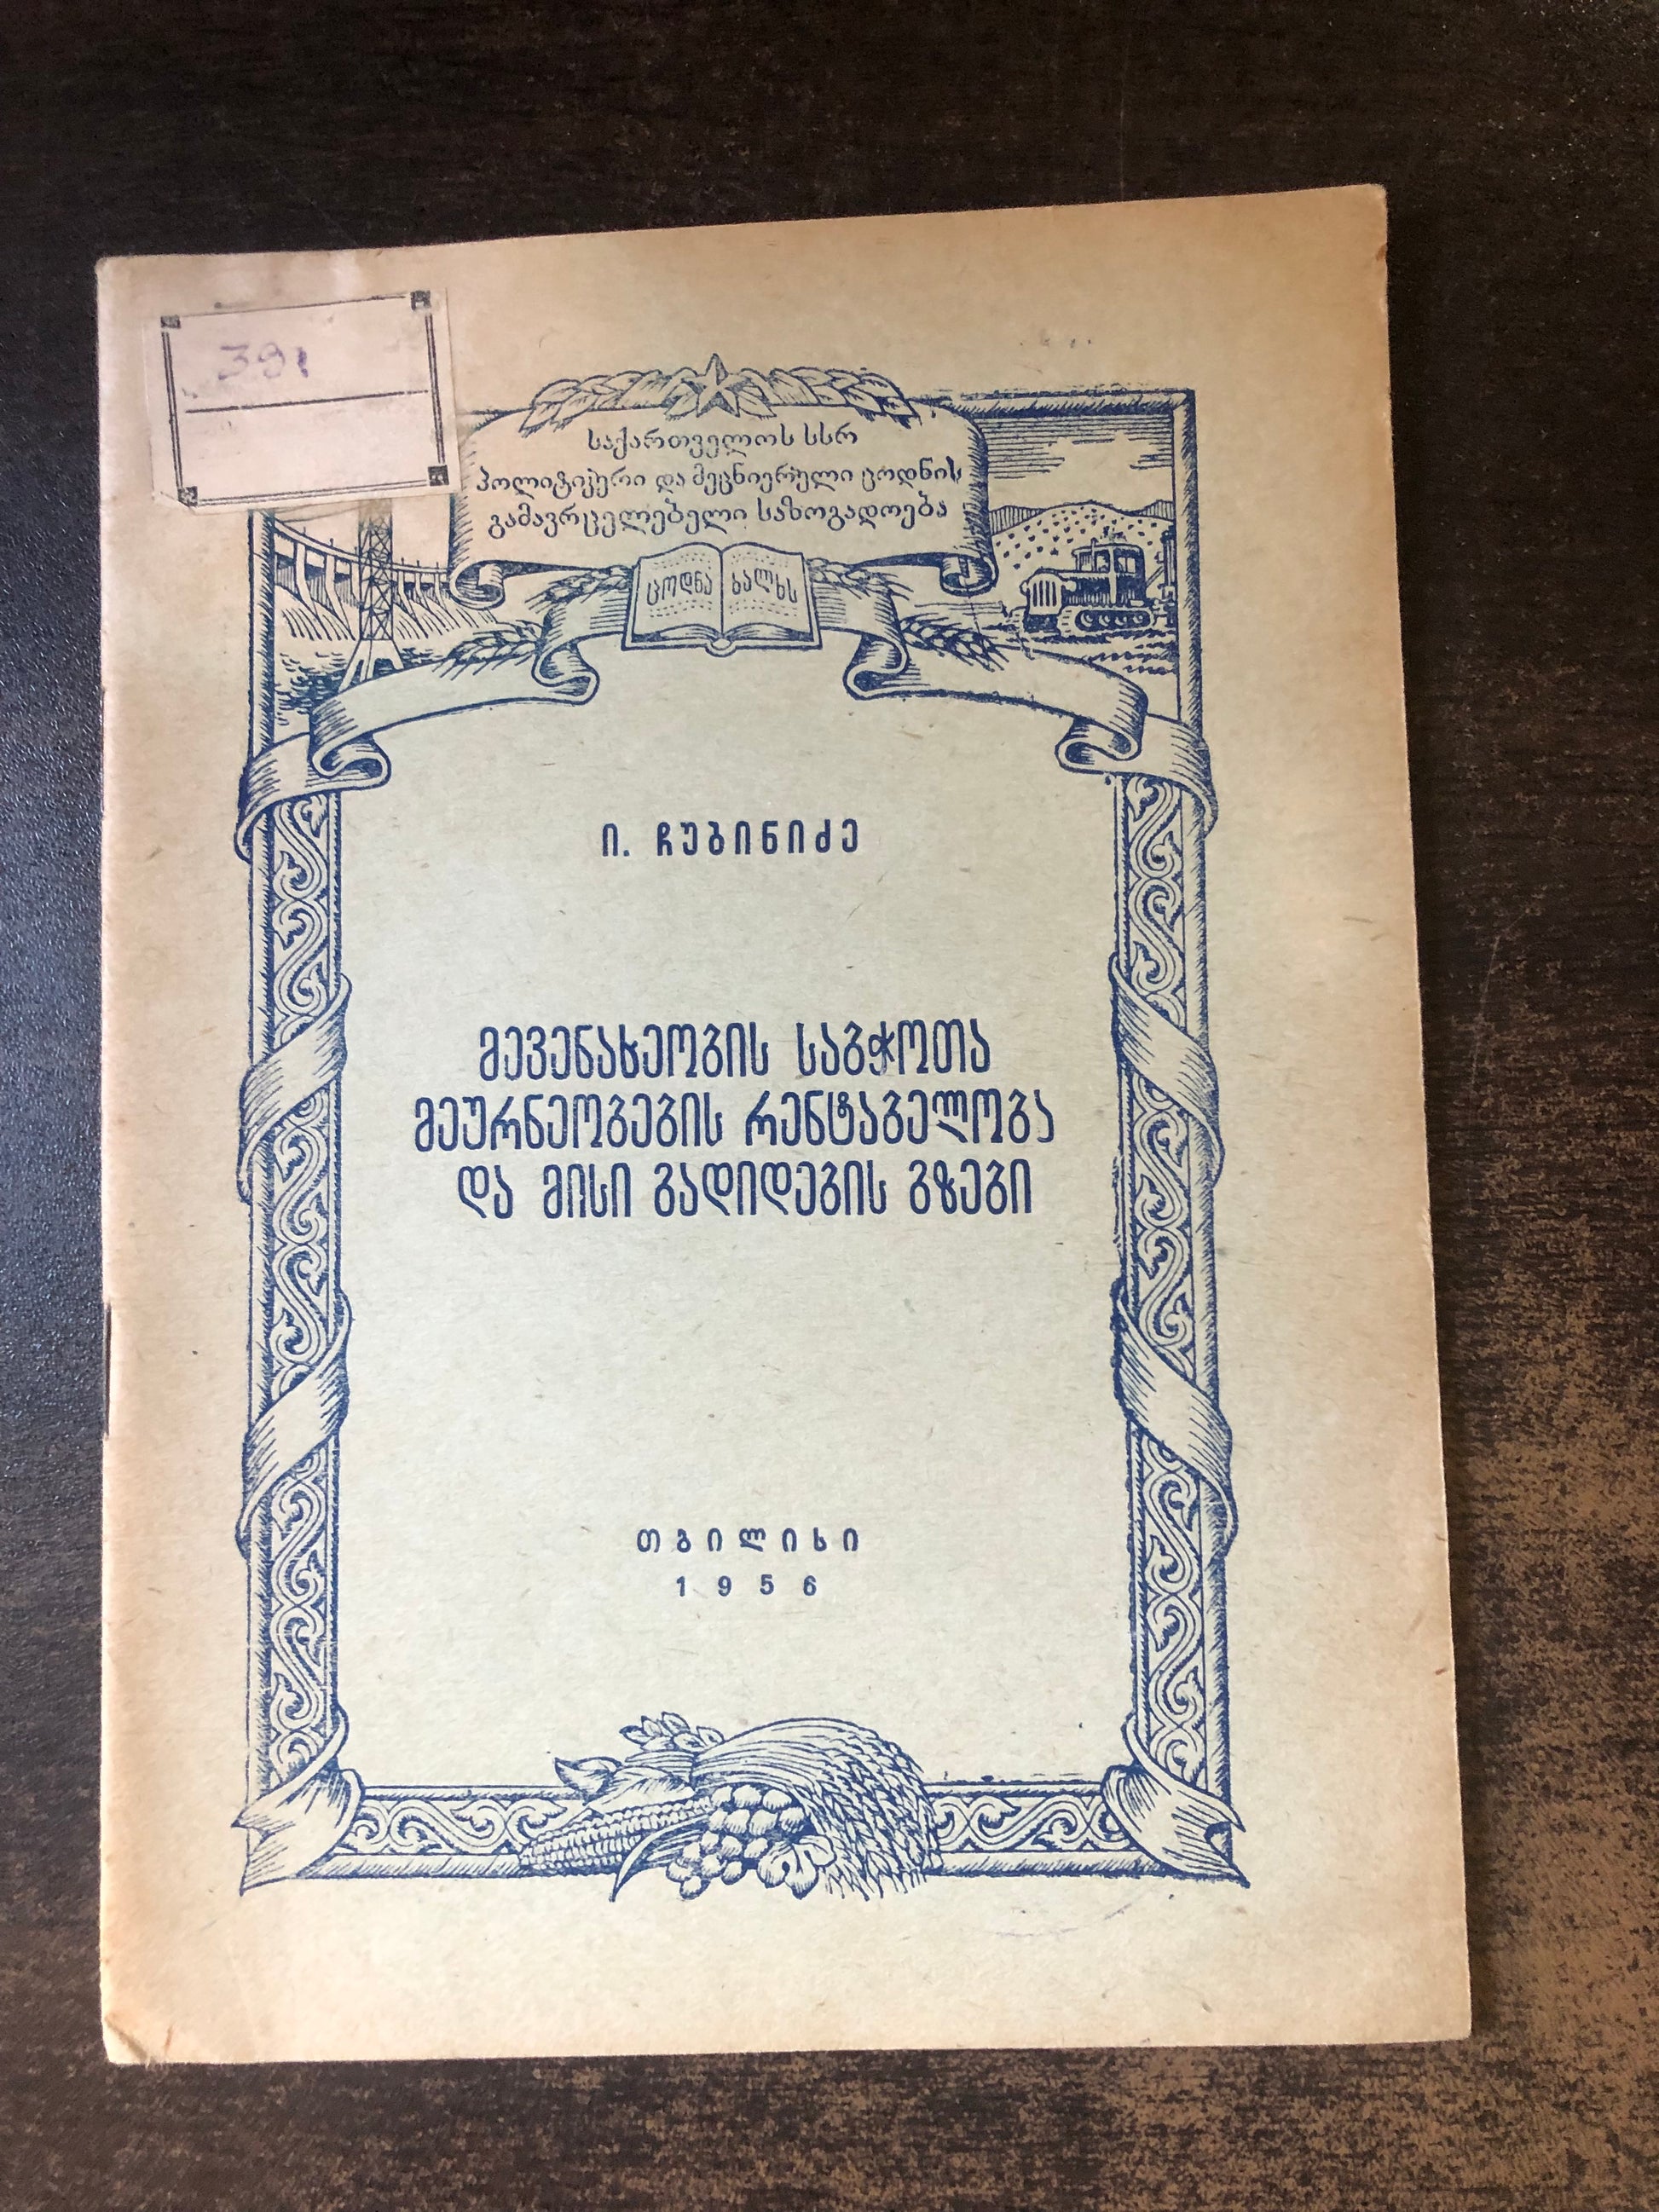 391
საქართველოს სსრ
პოლიტიკური და მეცნიერული ცოდნის
გამავრცელებელი საზოგადოება
ცოდნა ხალხს
ი. ჩუბინიძე
მევენახეობის საბჭოთა
მეურნეობების რენტაბელობა
და მისი გადიდების გზები
თბილისი
1956